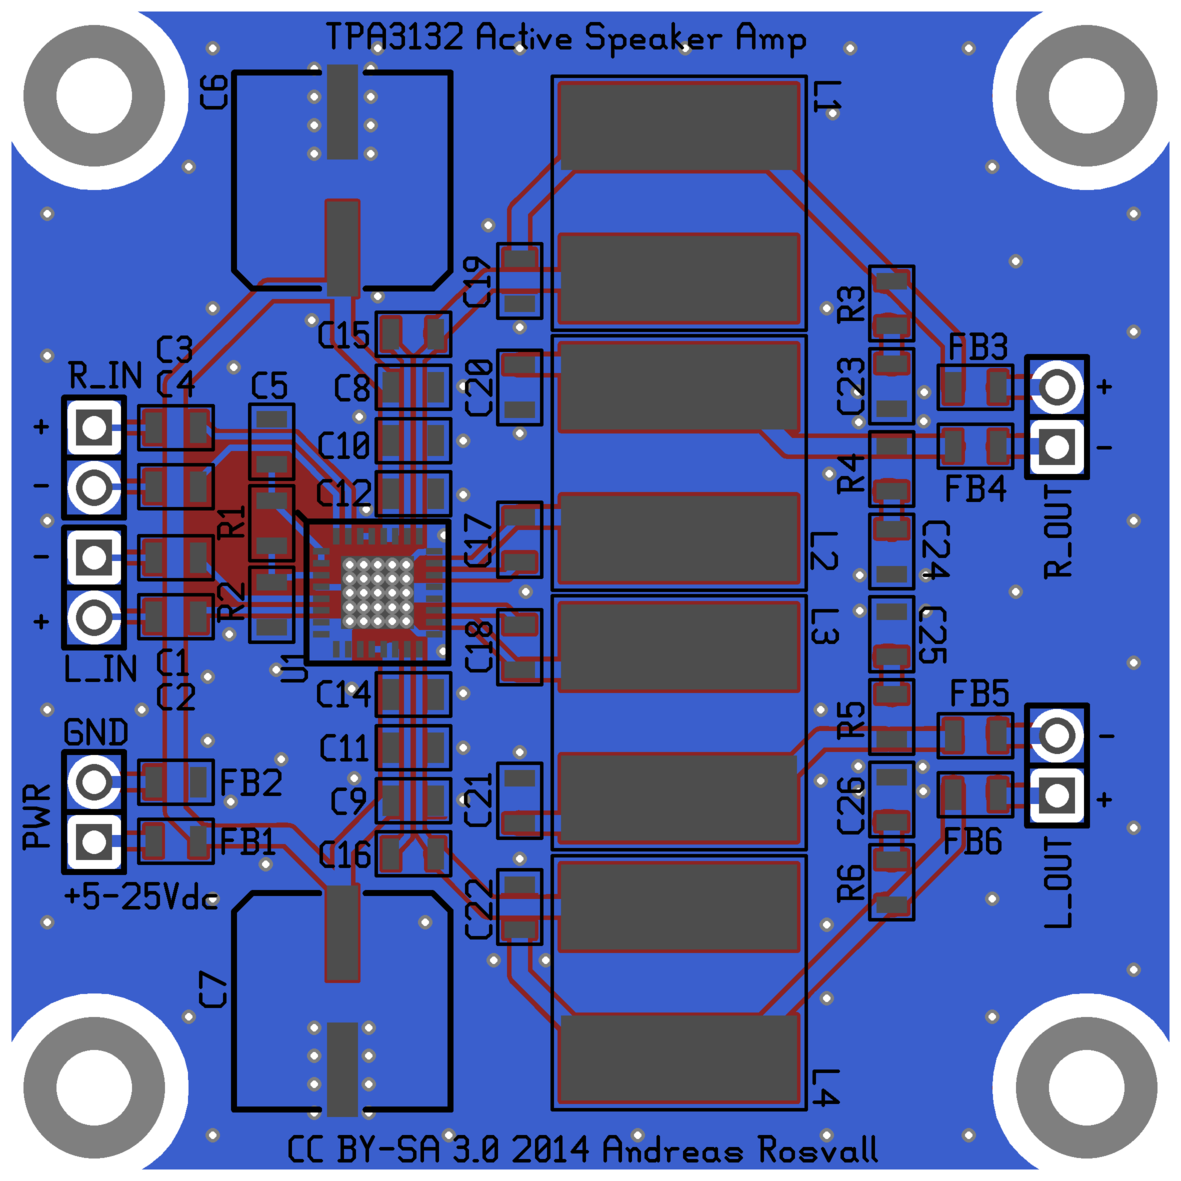 TPA3132 Active Speaker Amp
C6
L1
C19
R3
C15
C3
FB3
R_IN
C4
C5
C8
C20
C23
+
+
C10
-
R4
-
C12
FB4
R1
C17
R_OUT
-
L2
C24
R2
L3
C25
+
C18
U1
L_IN
C1
C2
C14
FB5
GND
C11
R5
-
PWR
FB2
C9
C21
C26
+
FB1
C16
FB6
+5-25Vdc
R6
L_OUT
C22
C7
L4
CC BY-SA 3.0 2014 Andreas Rosvall